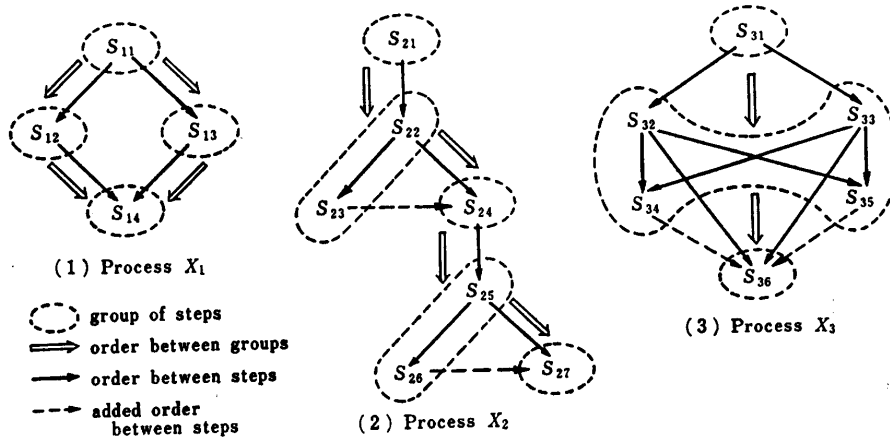 S11
S12 S13
S14
(1) Process X1
S21
S22
S23 S24
S25
S26 S27
(2) Process X2
S31
S32 S33
S34 S35
S36
(3) Process X3
group of steps
order between groups
order between steps
added order
between steps